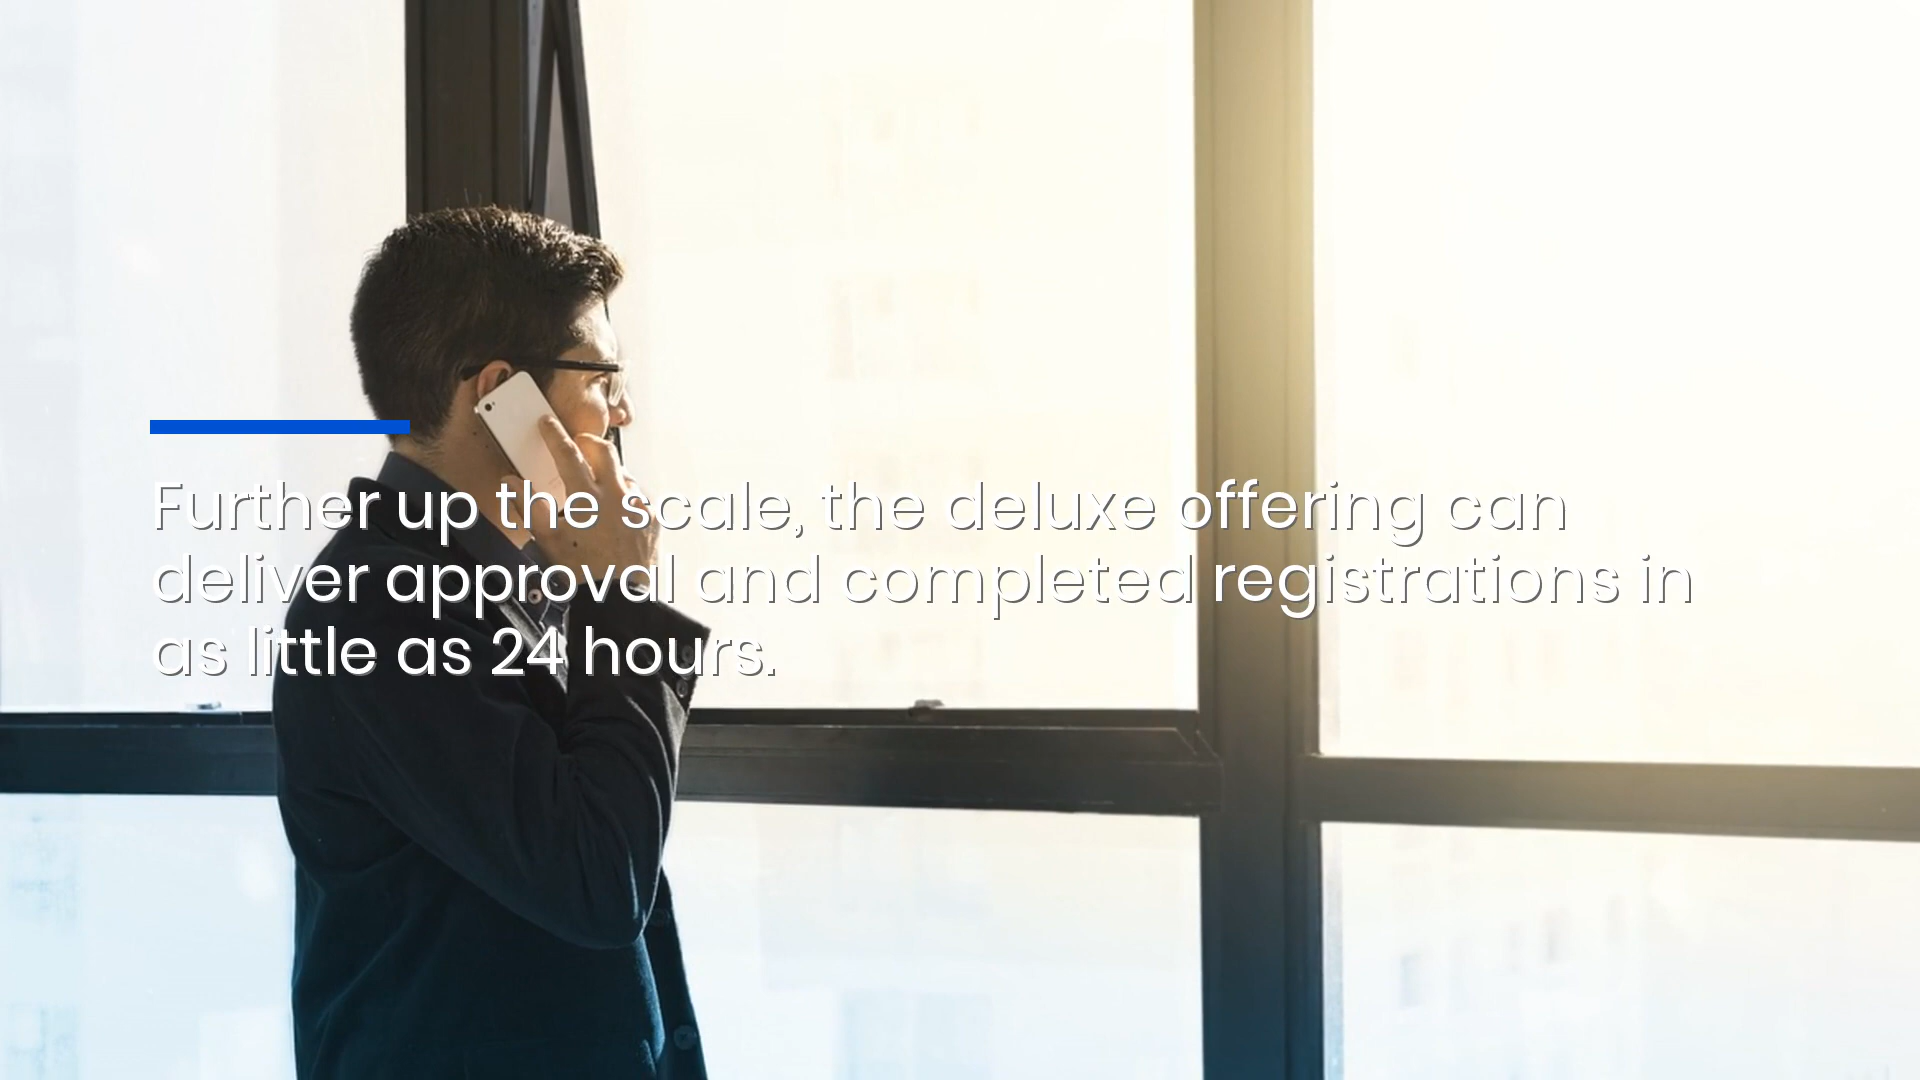 Further up the scale, the deluxe offering can
deliver approval and completed registrations in
as little as 24 hours.